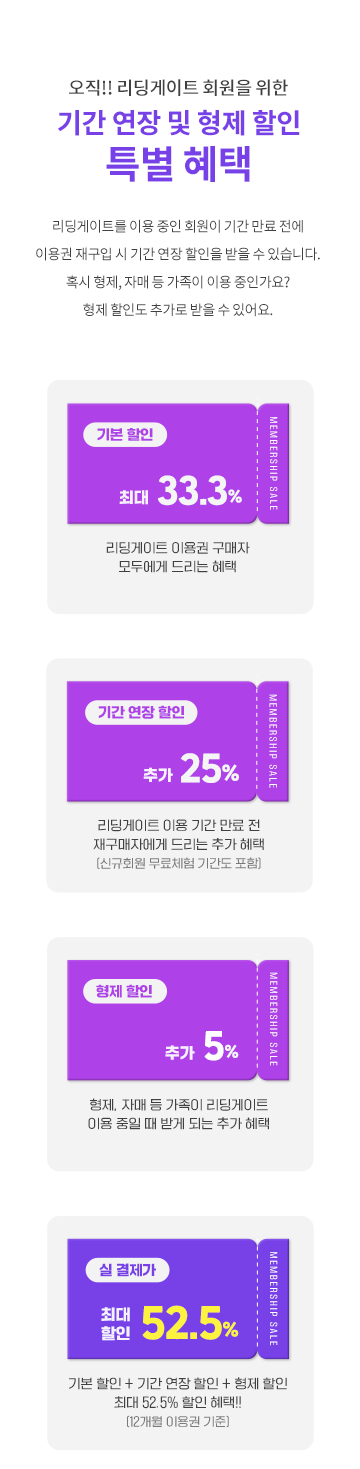 오직!! 리딩게이트 회원을 위한
기간 연장 및 형제 할인
특별 혜택
리딩게이트를 이용 중인 회원이 기간 만료 전에
이용권 재구입 시 기간 연장 할인을 받을 수 있습니다.
혹시 형제, 자매 등 가족이 이용 중인가요?
형제 할인도 추가로 받을 수 있어요.
기본 할인
최대 33.3%
MEMBERSHIP SALE
리딩게이트 이용권 구매자
모두에게 드리는 혜택
기간 연장 할인
추가 25%
MEMBERSHIP SALE
리딩게이트 이용 기간 만료 전
재구매자에게 드리는 추가 혜택
(신규회원 무료체험 기간도 포함)
형제 할인
추가 5%
MEMBERSHIP SALE
형제, 자매 등 가족이 리딩게이트
이용 중일 때 받게 되는 추가 혜택
실 결제가
최대
할인 52.5%
MEMBERSHIP SALE
기본 할인 + 기간 연장 할인 + 형제 할인
최대 52.5% 할인 혜택!!
(12개월 이용권 기준)